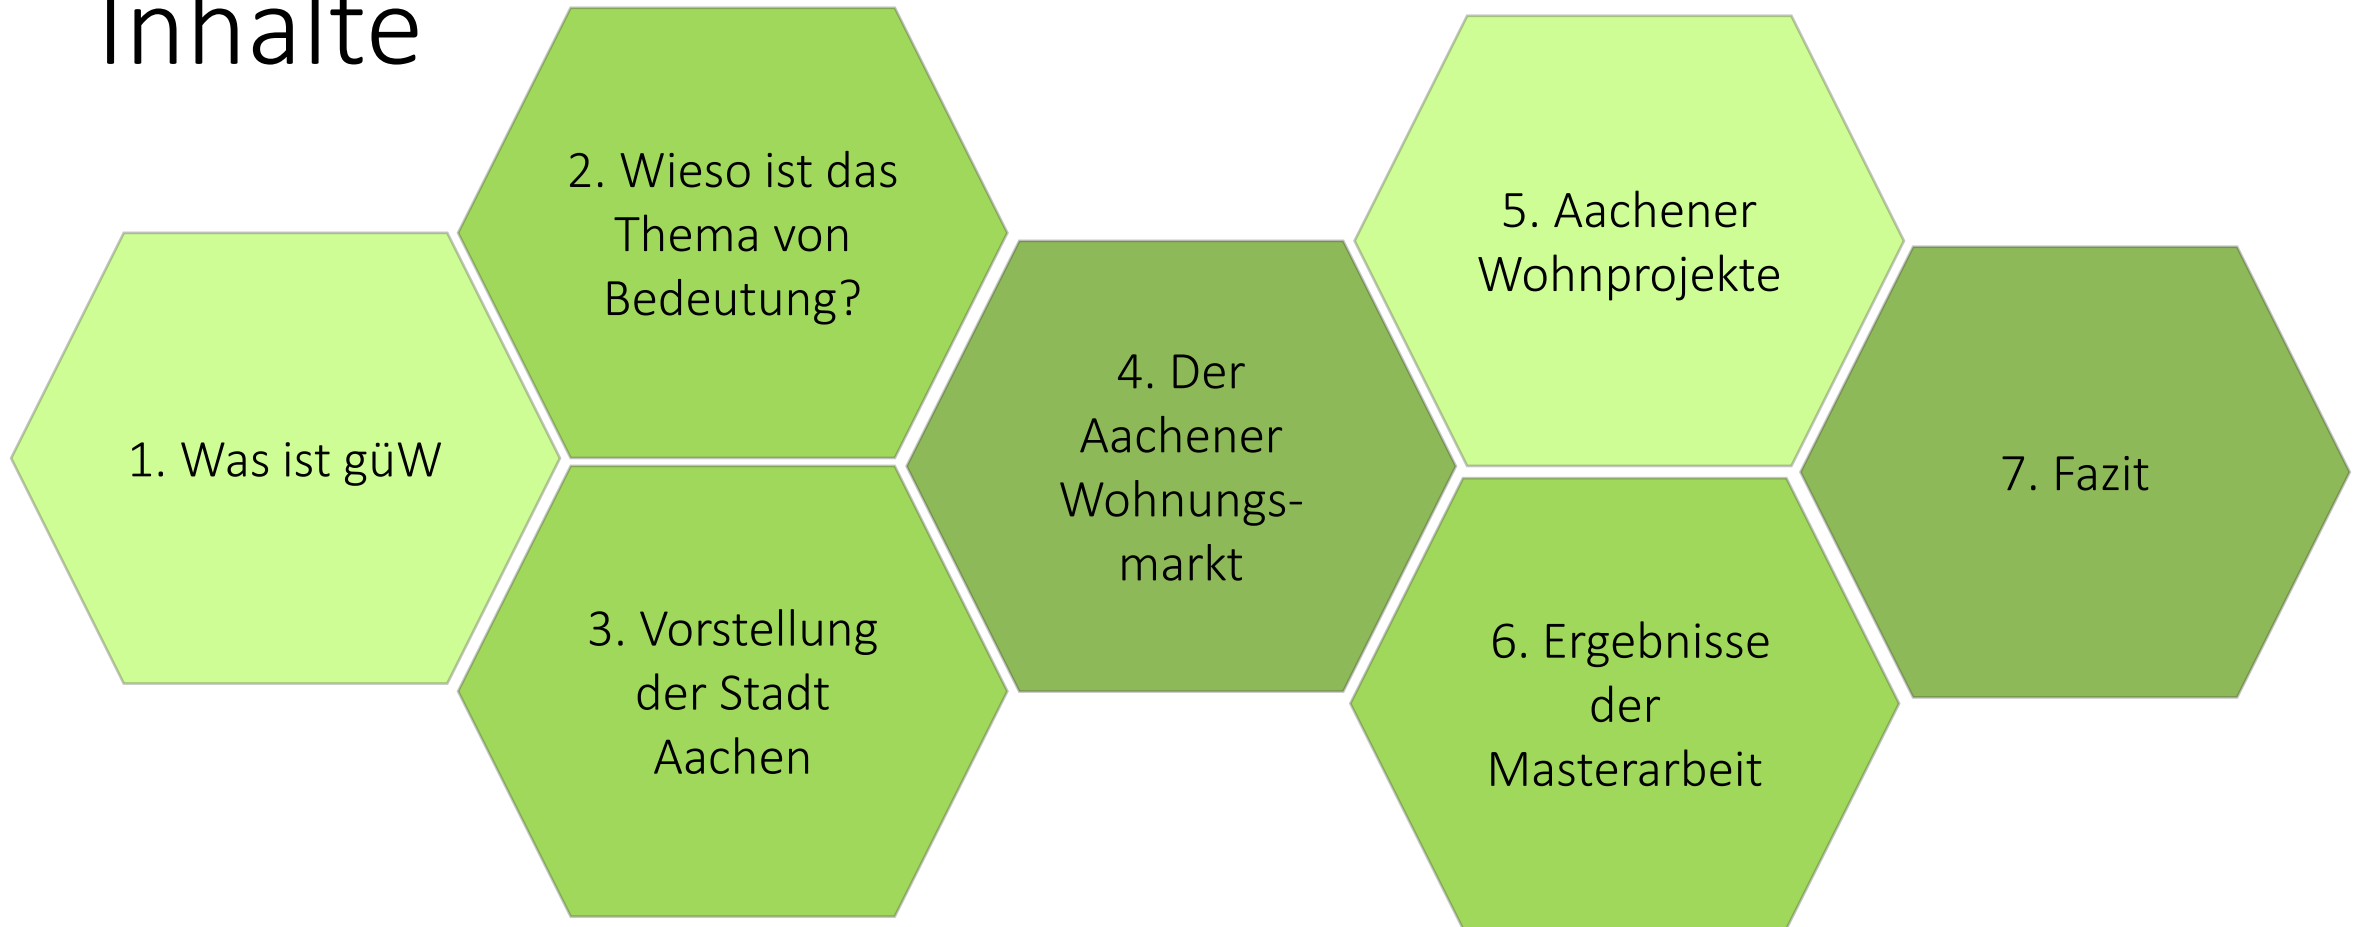 Inhalte
1. Was ist güW
2. Wieso ist das
Thema von
Bedeutung?
3. Vorstellung
der Stadt
Aachen
4. Der
Aachener
Wohnungs-
markt
5. Aachener
Wohnprojekte
6. Ergebnisse
der
Masterarbeit
7. Fazit